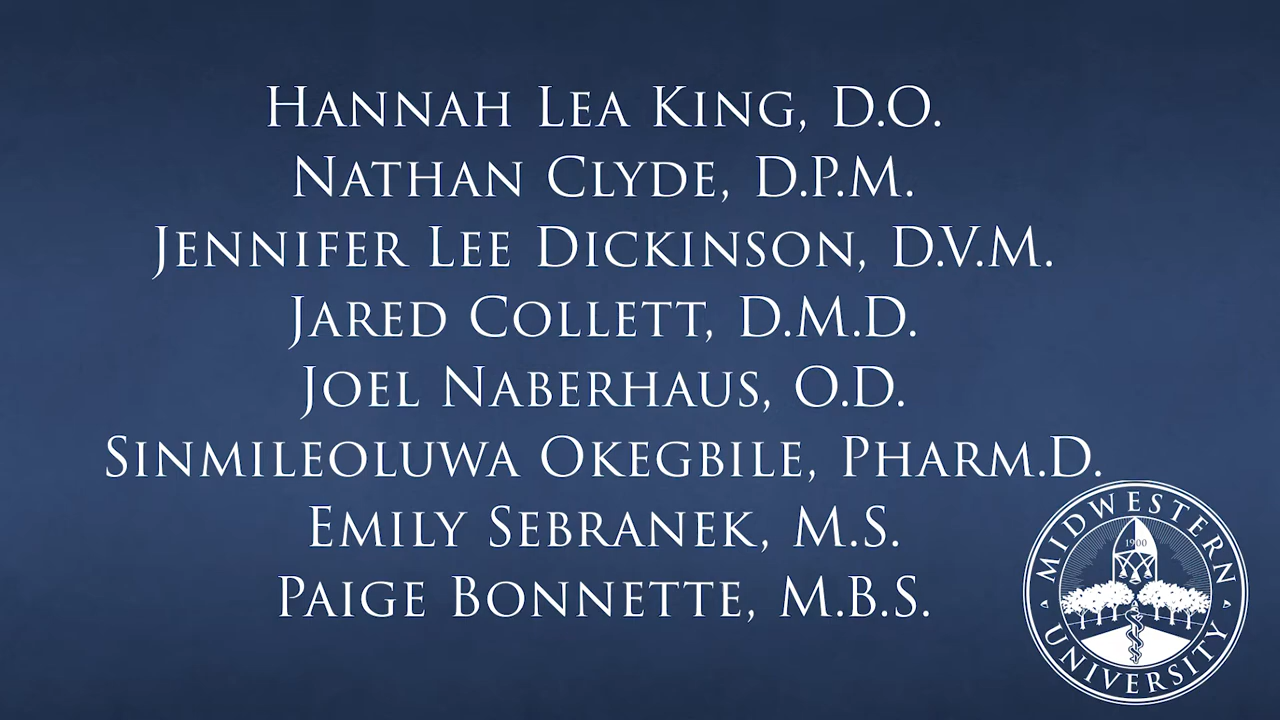 HANNAH LEA KING, D.O.
NATHAN CLYDE, D.P.M.
JENNIFER LEE DICKINSON, D.V.M.
JARED COLLETT, D.M.D.
JOEL NABERHAUS, O.D.
SINMILEOLUWA OKEGBILE, PHARM.D.
EMILY SEBRANEK, M.S.
PAIGE BONNETTE, M.B.S.
MIDWESTERN
1900
UNIVERSITY